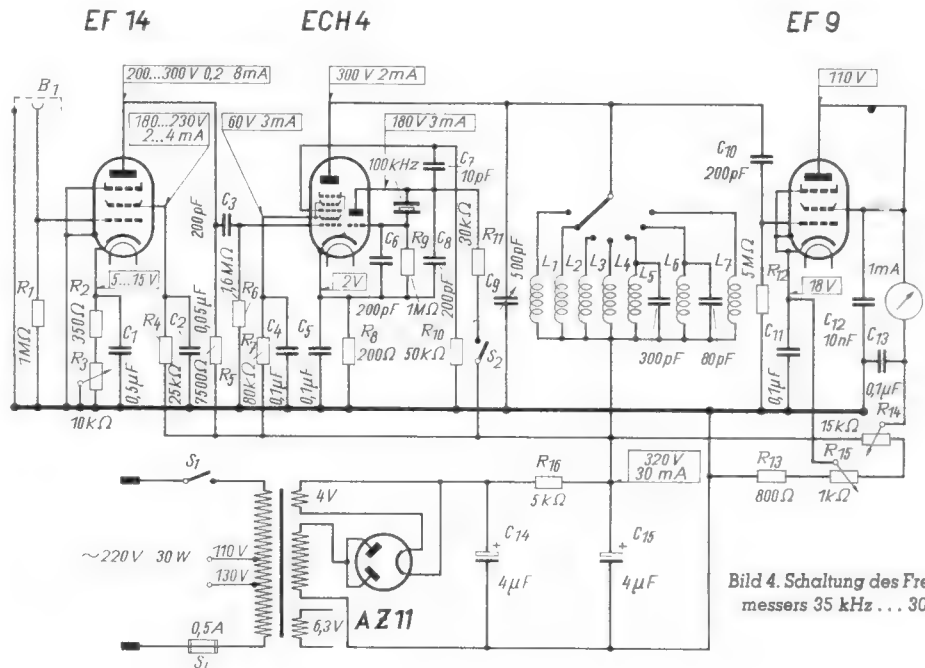 EF 14
ECH4
EF 9
B1
200...300 V 0,2 8mA
180...230V
2...4 mA
60V 3mA
300 V 2mA
180V 3mA
100kHz
C7
10pF
110 V
C10
200pF
C3
200pF
5...15V
2V
18V
R1
1MΩ
R2
350Ω
R3
10kΩ
C1
0,5µF
R4
25kΩ
C2
0,05µF
R5
7500Ω
R6
1,6MΩ
R7
80kΩ
C4
0,1µF
C5
0,1µF
C6
200pF
R8
200Ω
R9
1MΩ
C8
200pF
R10
50kΩ
R11
30kΩ
S2
C9
500pF
L1
L2
L3
L4
L5
L6
L7
300pF
80pF
R12
5MΩ
C11
0,1µF
C12
10nF
1mA
C13
0,1µF
R14
15kΩ
R15
1kΩ
R13
800Ω
R16
5kΩ
320V
30mA
S1
~220V 30W
110V
130V
0,5A
4V
AZ11
6,3V
C14
+
4µF
C15
+
4µF
Bild 4. Schaltung des Fre
messers 35 kHz ... 30